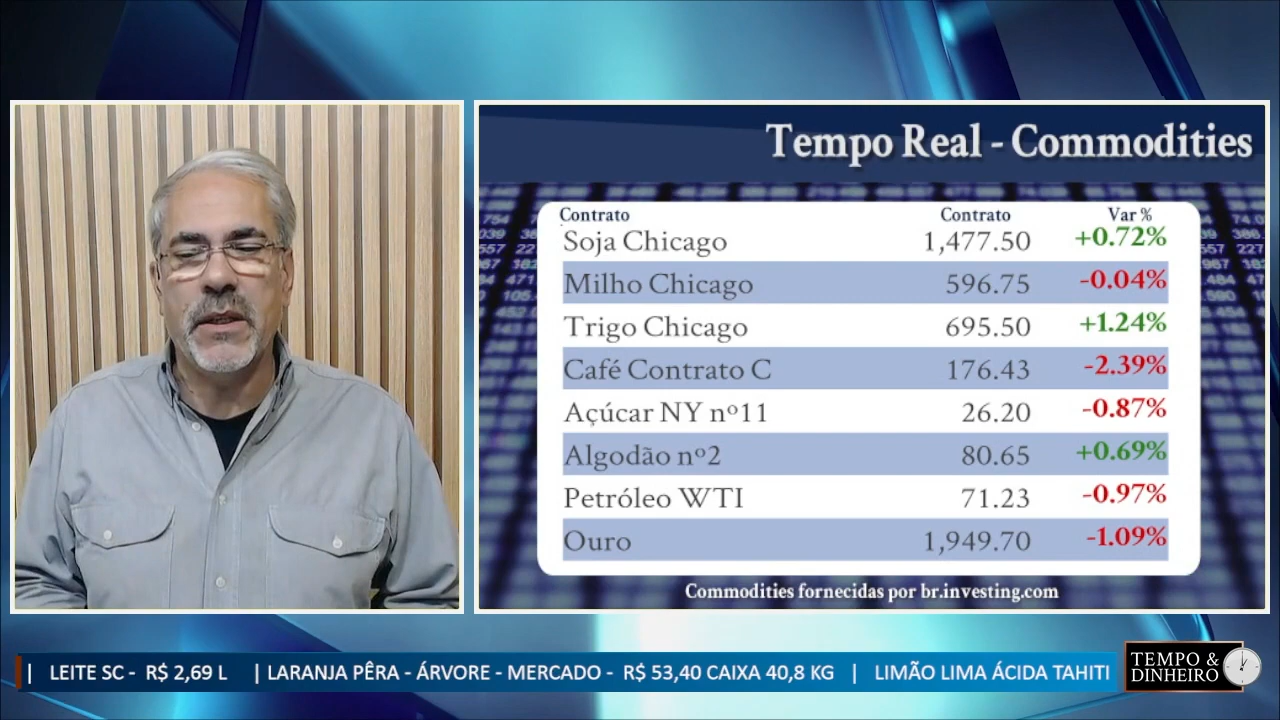 Tempo Real - Commodities
Contrato Contrato Var %
Soja Chicago 1,477.50 +0.72%
Milho Chicago 596.75 -0.04%
Trigo Chicago 695.50 +1.24%
Café Contrato C 176.43 -2.39%
Açúcar NY nº11 26.20 -0.87%
Algodão nº2 80.65 +0.69%
Petróleo WTI 71.23 -0.97%
Ouro 1,949.70 -1.09%
Commodities fornecidas por br.investing.com
| LEITE SC - R$ 2,69 L | LARANJA PÊRA - ÁRVORE - MERCADO - R$ 53,40 CAIXA 40,8 KG | LIMÃO LIMA ÁCIDA TAHITI
TEMPO &
DINHEIRO